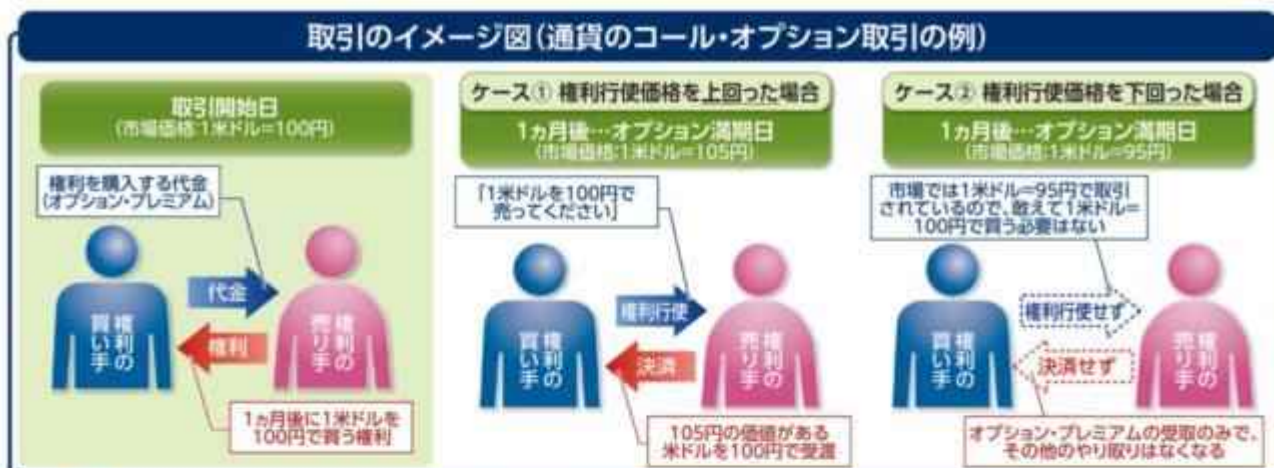 取引のイメージ図(通貨のコール・オプション取引の例)
取引開始日
(市場価格:1米ドル=100円)
権利を購入する代金
(オプション・プレミアム)
代金
権利
権利の
買い手
権利の
売り手
1ヵ月後に1米ドルを
100円で買う権利
ケース① 権利行使価格を上回った場合
1ヵ月後…オプション満期日
(市場価格:1米ドル=105円)
「1米ドルを100円で
売ってください」
権利行使
決済
権利の
買い手
権利の
売り手
105円の価値がある
米ドルを100円で受渡
ケース② 権利行使価格を下回った場合
1ヵ月後…オプション満期日
(市場価格:1米ドル=95円)
市場では1米ドル=95円で取引
されているので、敢えて1米ドル=
100円で買う必要はない
権利行使せず
決済せず
権利の
買い手
権利の
売り手
オプション・プレミアムの受取のみで、
その他のやり取りはなくなる